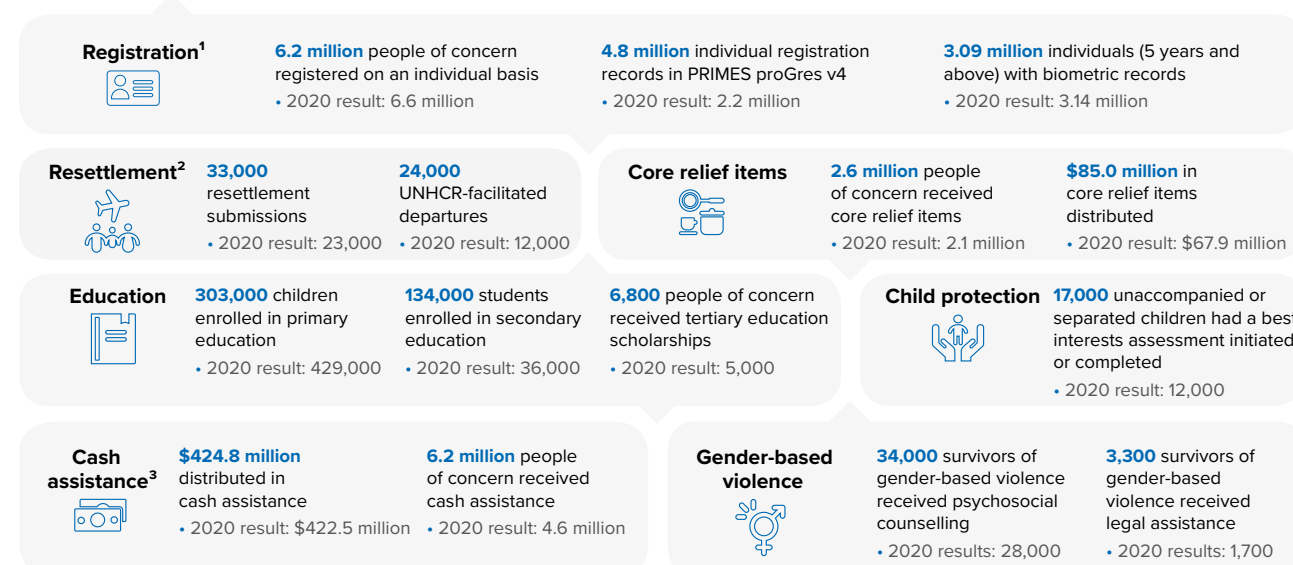 Registration¹
6.2 million people of concern
registered on an individual basis
• 2020 result: 6.6 million
4.8 million individual registration
records in PRIMES proGres v4
• 2020 result: 2.2 million
3.09 million individuals (5 years and
above) with biometric records
• 2020 result: 3.14 million
Resettlement²
33,000
resettlement
submissions
• 2020 result: 23,000
24,000
UNHCR-facilitated
departures
• 2020 result: 12,000
Core relief items
2.6 million people
of concern received
core relief items
• 2020 result: 2.1 million
$85.0 million in
core relief items
distributed
• 2020 result: $67.9 million
Education
303,000 children
enrolled in primary
education
• 2020 result: 429,000
134,000 students
enrolled in secondary
education
• 2020 result: 36,000
6,800 people of concern
received tertiary education
scholarships
• 2020 result: 5,000
Child protection
17,000 unaccompanied or
separated children had a best
interests assessment initiated
or completed
• 2020 result: 12,000
Cash
assistance³
$424.8 million
distributed in
cash assistance
• 2020 result: $422.5 million
6.2 million people
of concern received
cash assistance
• 2020 result: 4.6 million
Gender-based
violence
34,000 survivors of
gender-based violence
received psychosocial
counselling
• 2020 results: 28,000
3,300 survivors of
gender-based
violence received
legal assistance
• 2020 results: 1,700